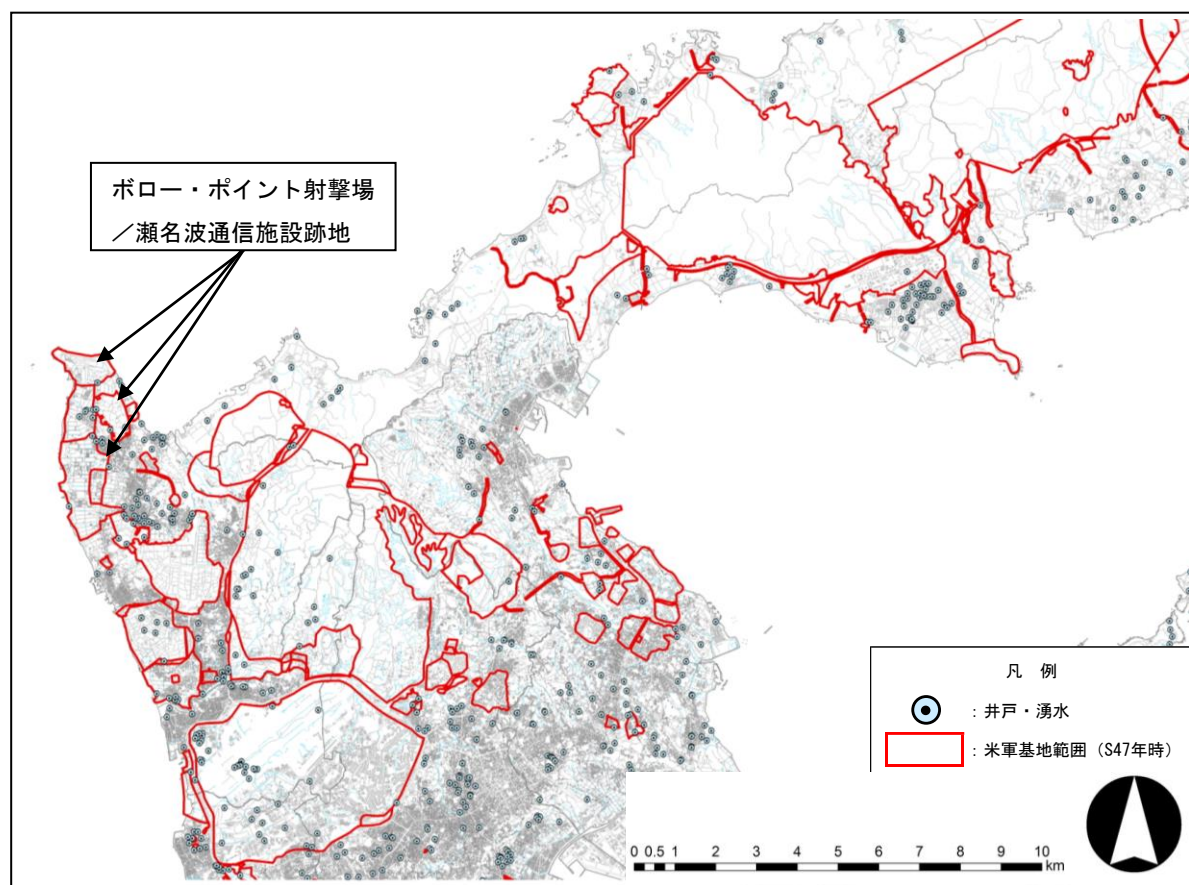 ボロー・ポイント射撃場
／瀬名波通信施設跡地
凡　例
：井戸・湧水
：米軍基地範囲（S47年時）
0 0.5 1 2 3 4 5 6 7 8 9 10
km